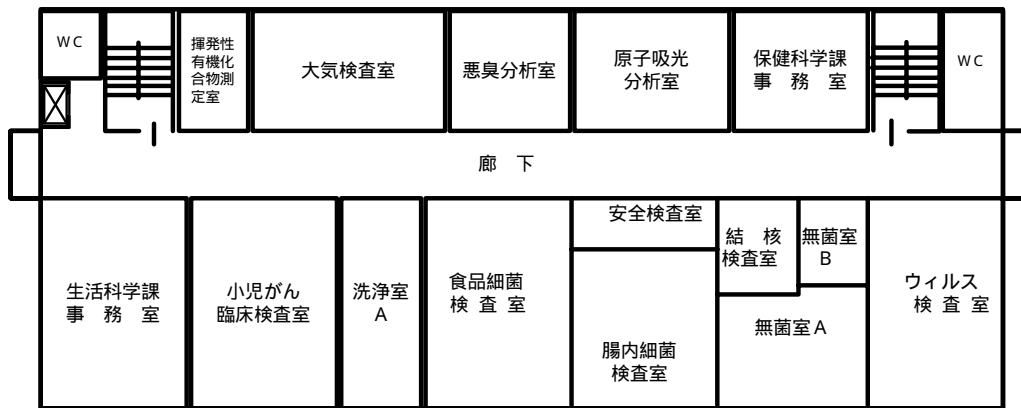 WC
揮発性
有機化
合物測
定室
大気検査室
悪臭分析室
原子吸光
分析室
保健科学課
事　務　室
WC
廊　下
生活科学課
事　務　室
小児がん
臨床検査室
洗浄室
A
食品細菌
検 査 室
安全検査室
腸内細菌
検査室
結　核
検査室
無菌室
B
無菌室A
ウィルス
検 査 室